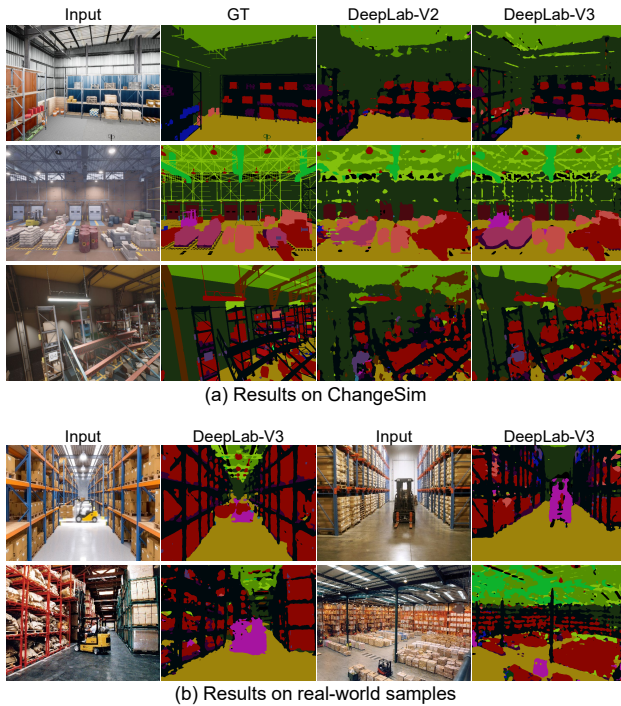 Input GT DeepLab-V2 DeepLab-V3
(a) Results on ChangeSim
Input DeepLab-V3 Input DeepLab-V3
(b) Results on real-world samples